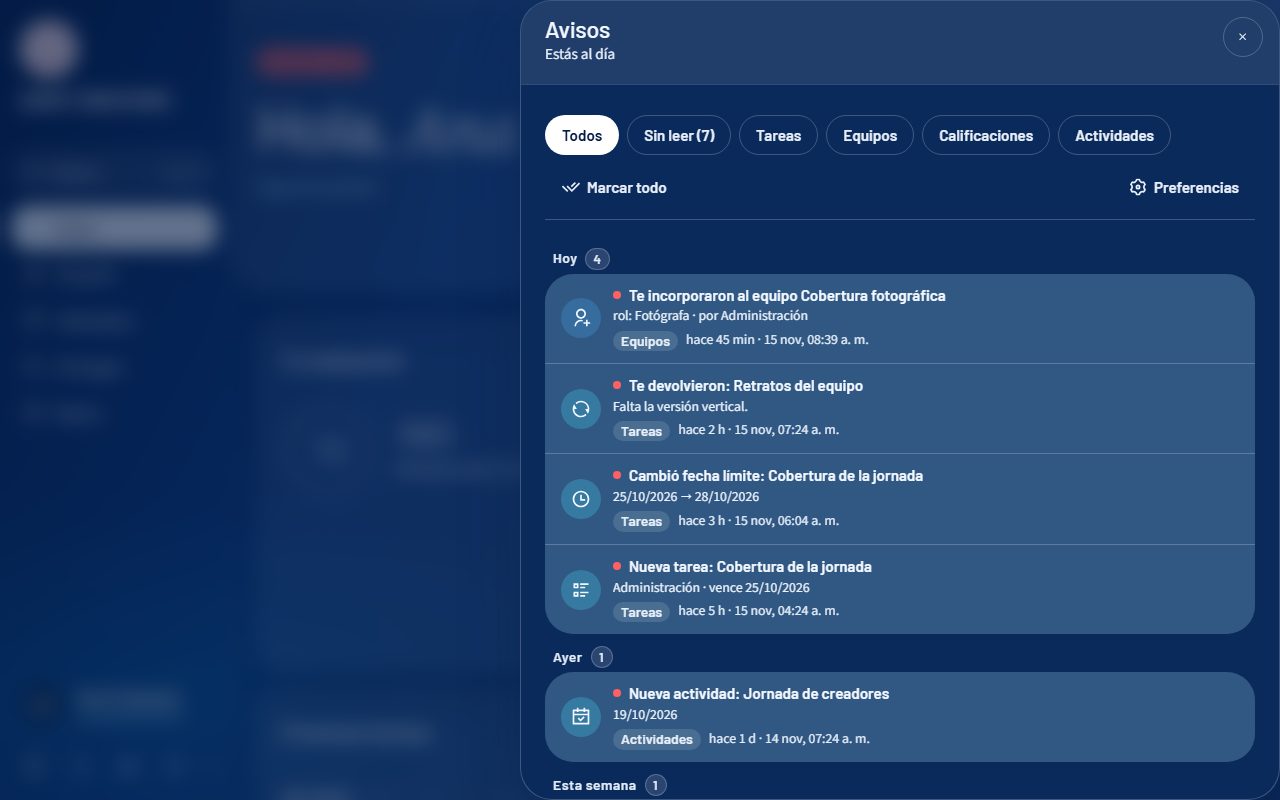 Avisos
Estás al día
×
Todos
Sin leer (7)
Tareas
Equipos
Calificaciones
Actividades
Marcar todo
Preferencias
Hoy 4
Te incorporaron al equipo Cobertura fotográfica
rol: Fotógrafa · por Administración
Equipos hace 45 min · 15 nov, 08:39 a. m.
Te devolvieron: Retratos del equipo
Falta la versión vertical.
Tareas hace 2 h · 15 nov, 07:24 a. m.
Cambió fecha límite: Cobertura de la jornada
25/10/2026 → 28/10/2026
Tareas hace 3 h · 15 nov, 06:04 a. m.
Nueva tarea: Cobertura de la jornada
Administración · vence 25/10/2026
Tareas hace 5 h · 15 nov, 04:24 a. m.
Ayer 1
Nueva actividad: Jornada de creadores
19/10/2026
Actividades hace 1 d · 14 nov, 07:24 a. m.
Esta semana 1